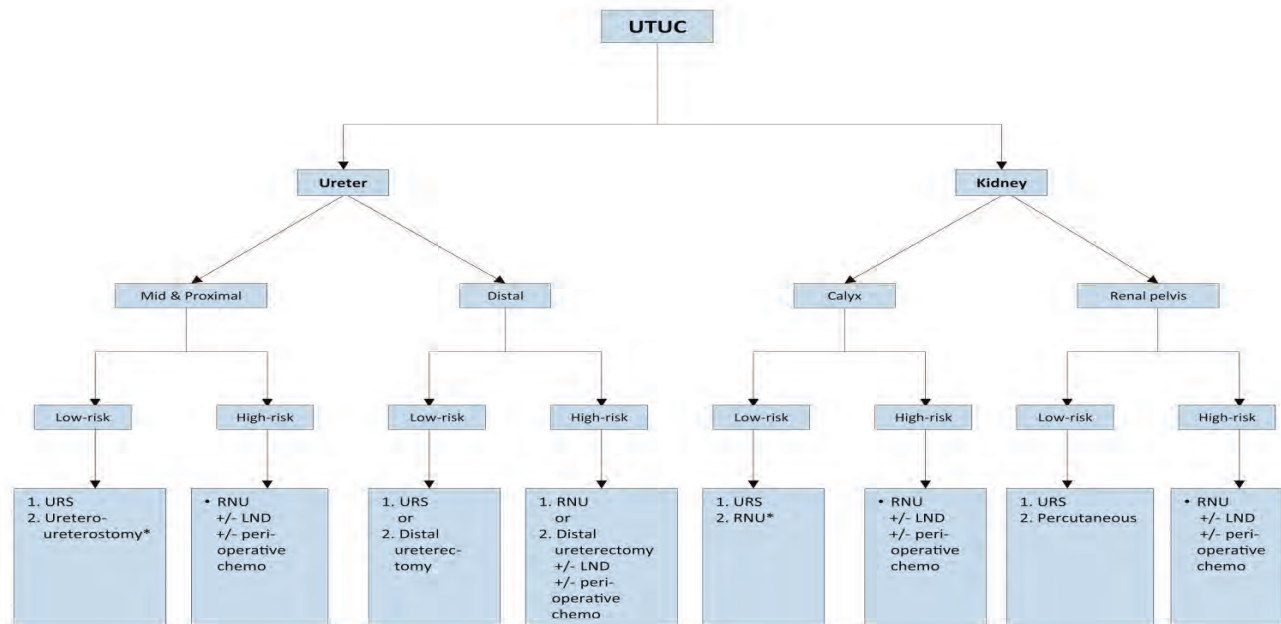 UTUC
Ureter
Kidney
Mid & Proximal
Distal
Calyx
Renal pelvis
Low-risk
High-risk
Low-risk
High-risk
Low-risk
High-risk
Low-risk
High-risk
1. URS
2. Uretero-
ureterostomy*
• RNU
+/- LND
+/- peri-
operative
chemo
1. URS
or
2. Distal
ureterec-
tomy
1. RNU
or
2. Distal
ureterectomy
+/- LND
+/- peri-
operative
chemo
1. URS
2. RNU*
• RNU
+/- LND
+/- peri-
operative
chemo
1. URS
2. Percutaneous
• RNU
+/- LND
+/- peri-
operative
chemo